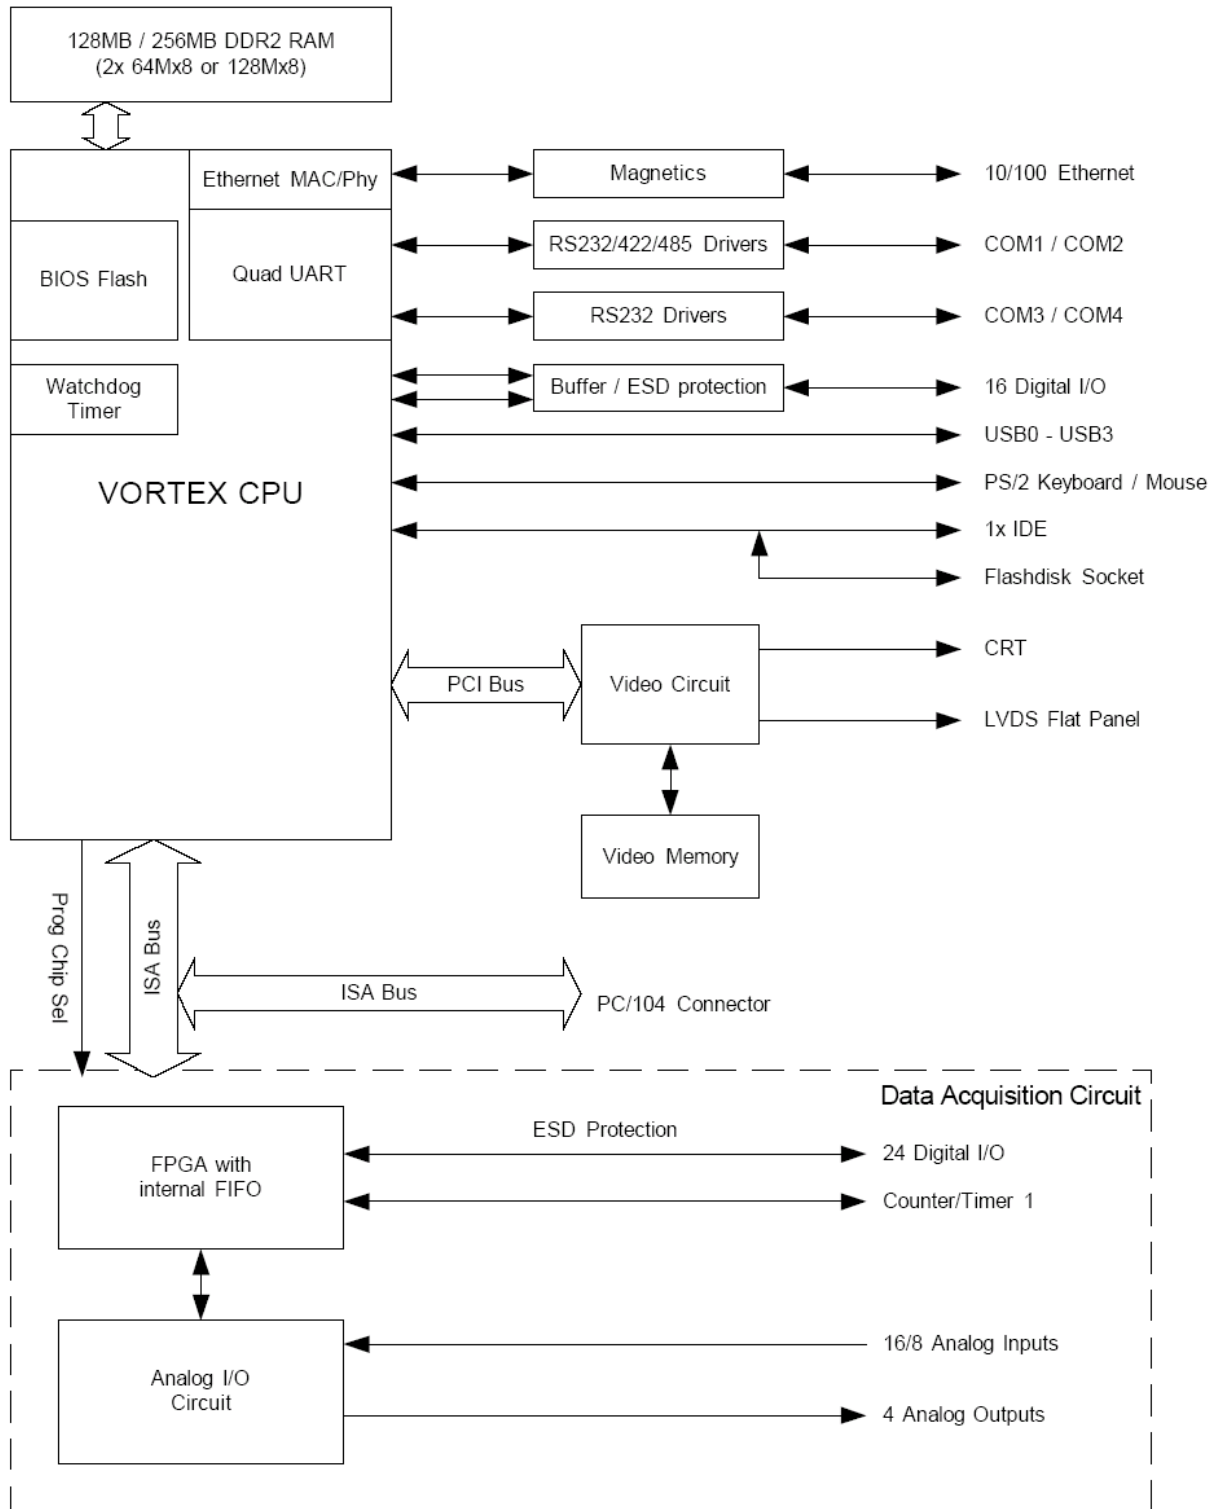 128MB / 256MB DDR2 RAM
(2x 64Mx8 or 128Mx8)
Ethernet MAC/Phy
Magnetics
10/100 Ethernet
BIOS Flash
Quad UART
RS232/422/485 Drivers
COM1 / COM2
RS232 Drivers
COM3 / COM4
Watchdog
Timer
Buffer / ESD protection
16 Digital I/O
USB0 - USB3
VORTEX CPU
PS/2 Keyboard / Mouse
1x IDE
Flashdisk Socket
PCI Bus
Video Circuit
CRT
LVDS Flat Panel
Video Memory
Prog Chip Sel
ISA Bus
ISA Bus
PC/104 Connector
Data Acquisition Circuit
FPGA with
internal FIFO
ESD Protection
24 Digital I/O
Counter/Timer 1
Analog I/O
Circuit
16/8 Analog Inputs
4 Analog Outputs